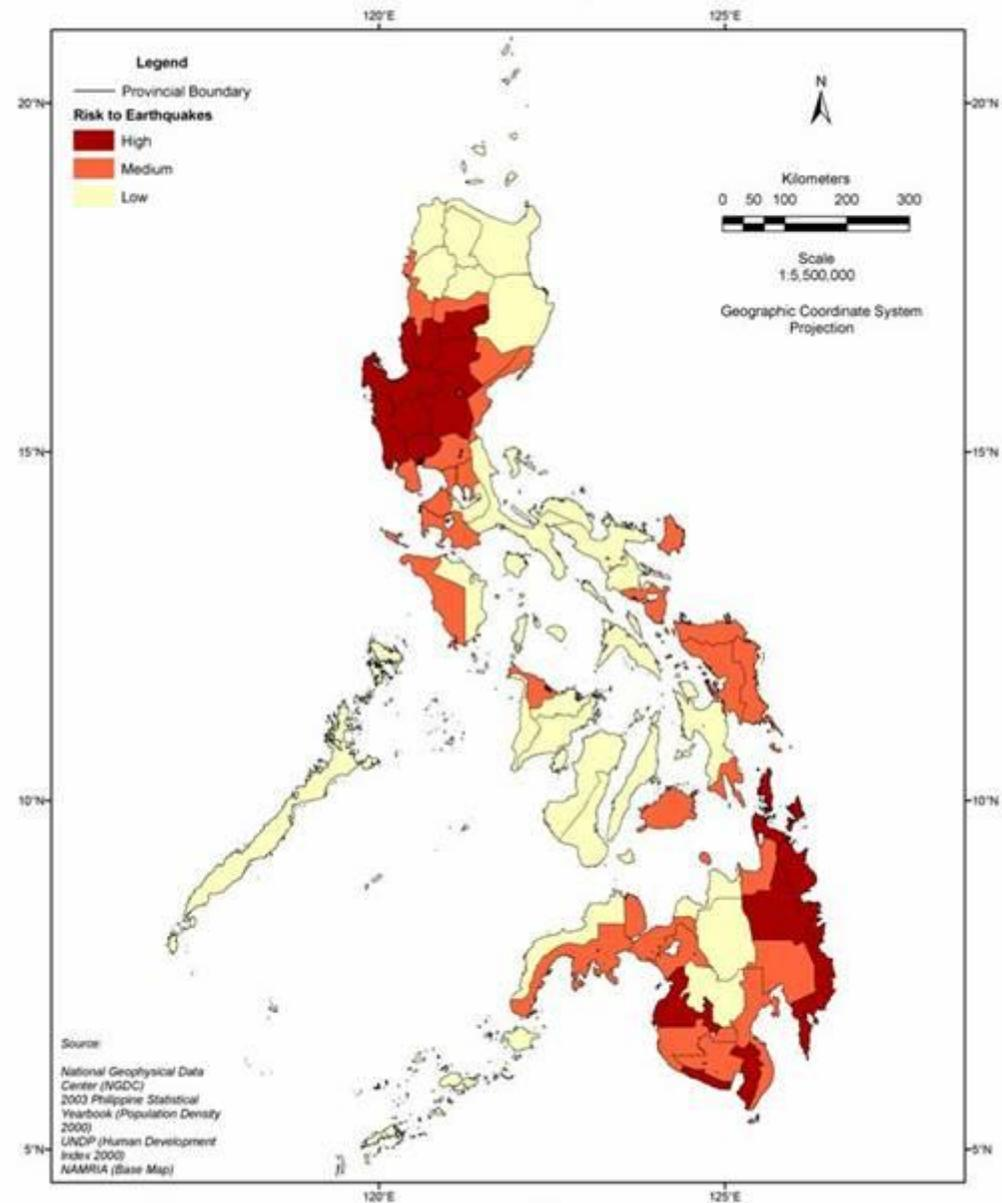 120°E 125°E
Legend
Provincial Boundary
Risk to Earthquakes
High
Medium
Low
N
Kilometers
0 50 100 200 300
Scale
1:5,500,000
Geographic Coordinate System
Projection
20°N 20°N
15°N 15°N
10°N 10°N
5°N 5°N
Source:
National Geophysical Data
Center (NGDC)
2003 Philippine Statistical
Yearbook (Population Density
2000)
UNDP (Human Development
Index 2000)
NAMRIA (Base Map)
120°E 125°E